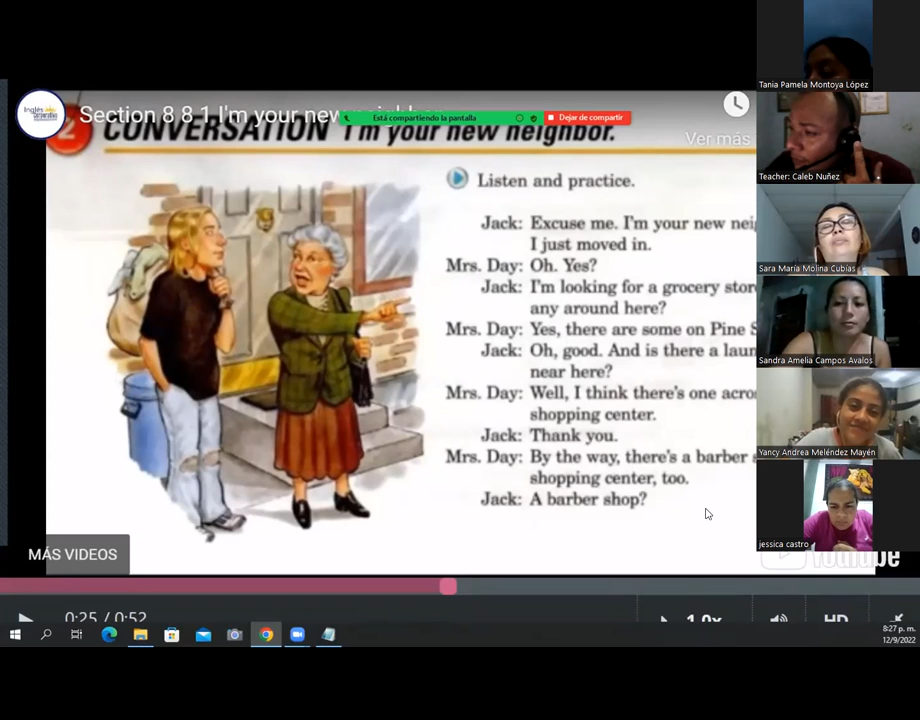 Tania Pamela Montoya López
Section 8 8 1 I'm your new
Está compartiendo la pantalla
Dejar de compartir
2 CONVERSATION I'm your new neighbor.
Ver más
Listen and practice.
Teacher: Caleb Nuñez
Jack: Excuse me. I'm your new
I just moved in.
Mrs. Day: Oh. Yes?
Sara María Molina Cubías
Jack: I'm looking for a grocery
any around here?
Mrs. Day: Yes, there are some on Pine
Jack: Oh, good. And is there a
near here?
Sandra Amelia Campos Avalos
Mrs. Day: Well, I think there's one
shopping center.
Jack: Thank you.
Mrs. Day: By the way, there's a barber
shopping center, too.
Yancy Andrea Meléndez Mayén
Jack: A barber shop?
jessica castro
MÁS VIDEOS
YouTube
0:25 / 0:52
1.0x
HD
8:27 p. m.
12/9/2022